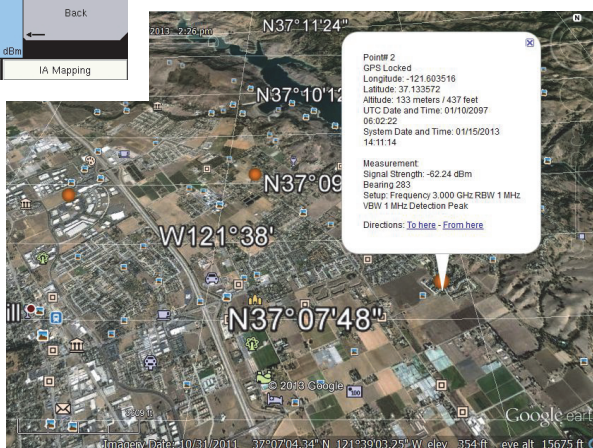 Back
dBm
IA Mapping
2013 2:26 pm
N37°11'24"
N
N37°10'12
N37°09
W121°38'
N37°07'48"
Point# 2
GPS Locked
Longitude: -121.603516
Latitude: 37.133572
Altitude: 133 meters / 437 feet
UTC Date and Time: 01/10/2097
06:02:22
System Date and Time: 01/15/2013
14:11:14
Measurement:
Signal Strength: -62.24 dBm
Bearing 283
Setup: Frequency 3.000 GHz RBW 1 MHz
VBW 1 MHz Detection Peak
Directions: To here - From here
ill
© 2013 Google
Google eart
Imagery Date: 10/31/2011 37°07'04.34" N 121°39'03.25" W elev 354 ft eye alt 15675 ft